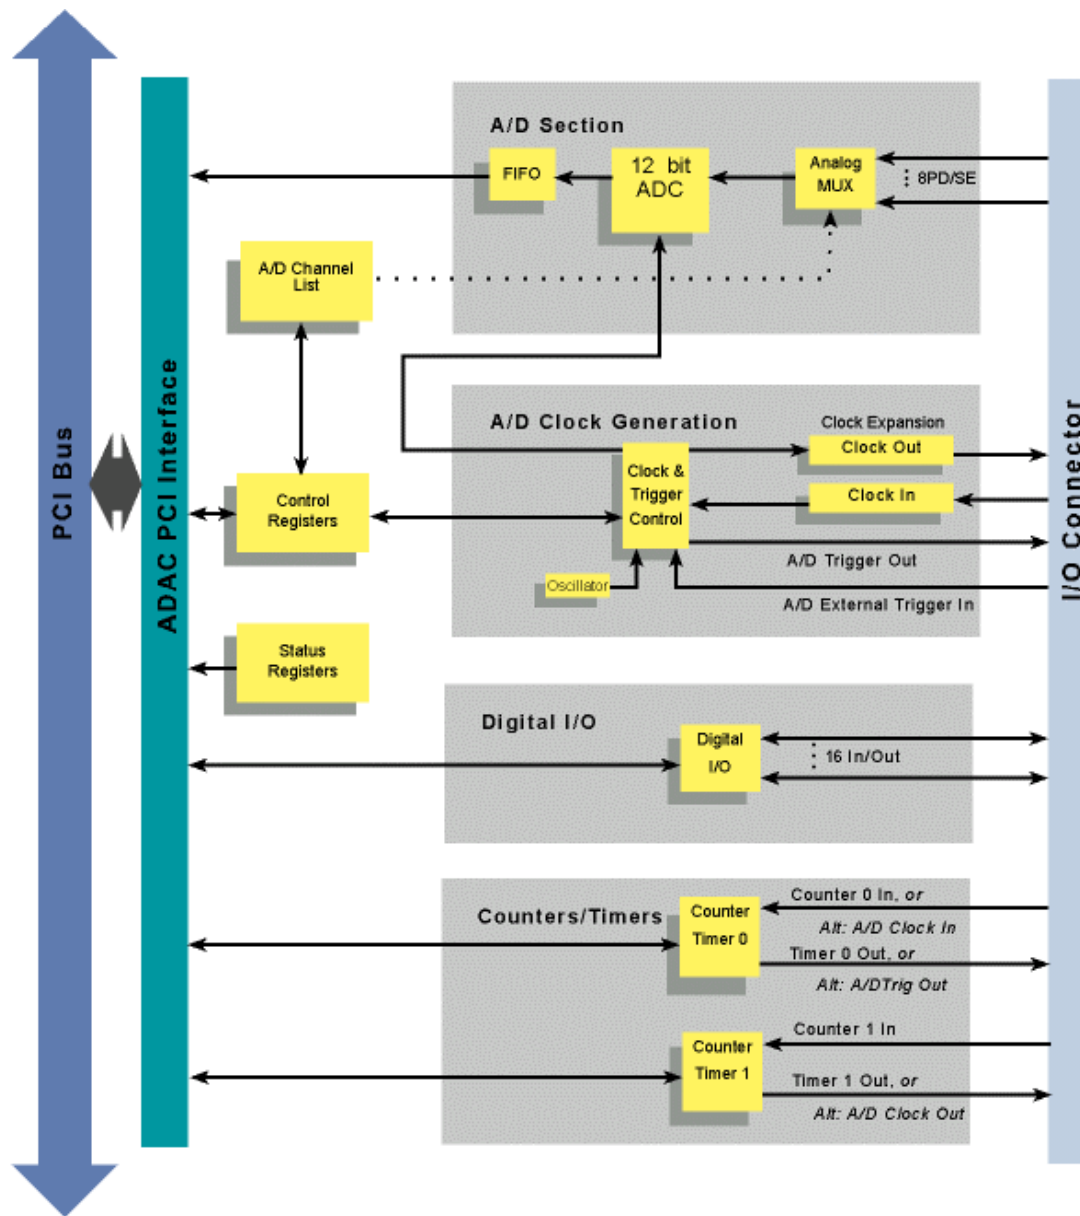 PCI Bus
ADAC PCI Interface
I/O Connector
A/D Section
FIFO
12 bit
ADC
Analog
MUX
8PD/SE
A/D Channel
List
A/D Clock Generation
Clock Expansion
Clock Out
Clock In
Clock &
Trigger
Control
Control
Registers
A/D Trigger Out
Oscillator
A/D External Trigger In
Status
Registers
Digital I/O
Digital
I/O
16 In/Out
Counters/Timers
Counter
Timer 0
Counter 0 In, or
Alt: A/D Clock In
Timer 0 Out, or
Alt: A/DTrig Out
Counter 1 In
Counter
Timer 1
Timer 1 Out, or
Alt: A/D Clock Out